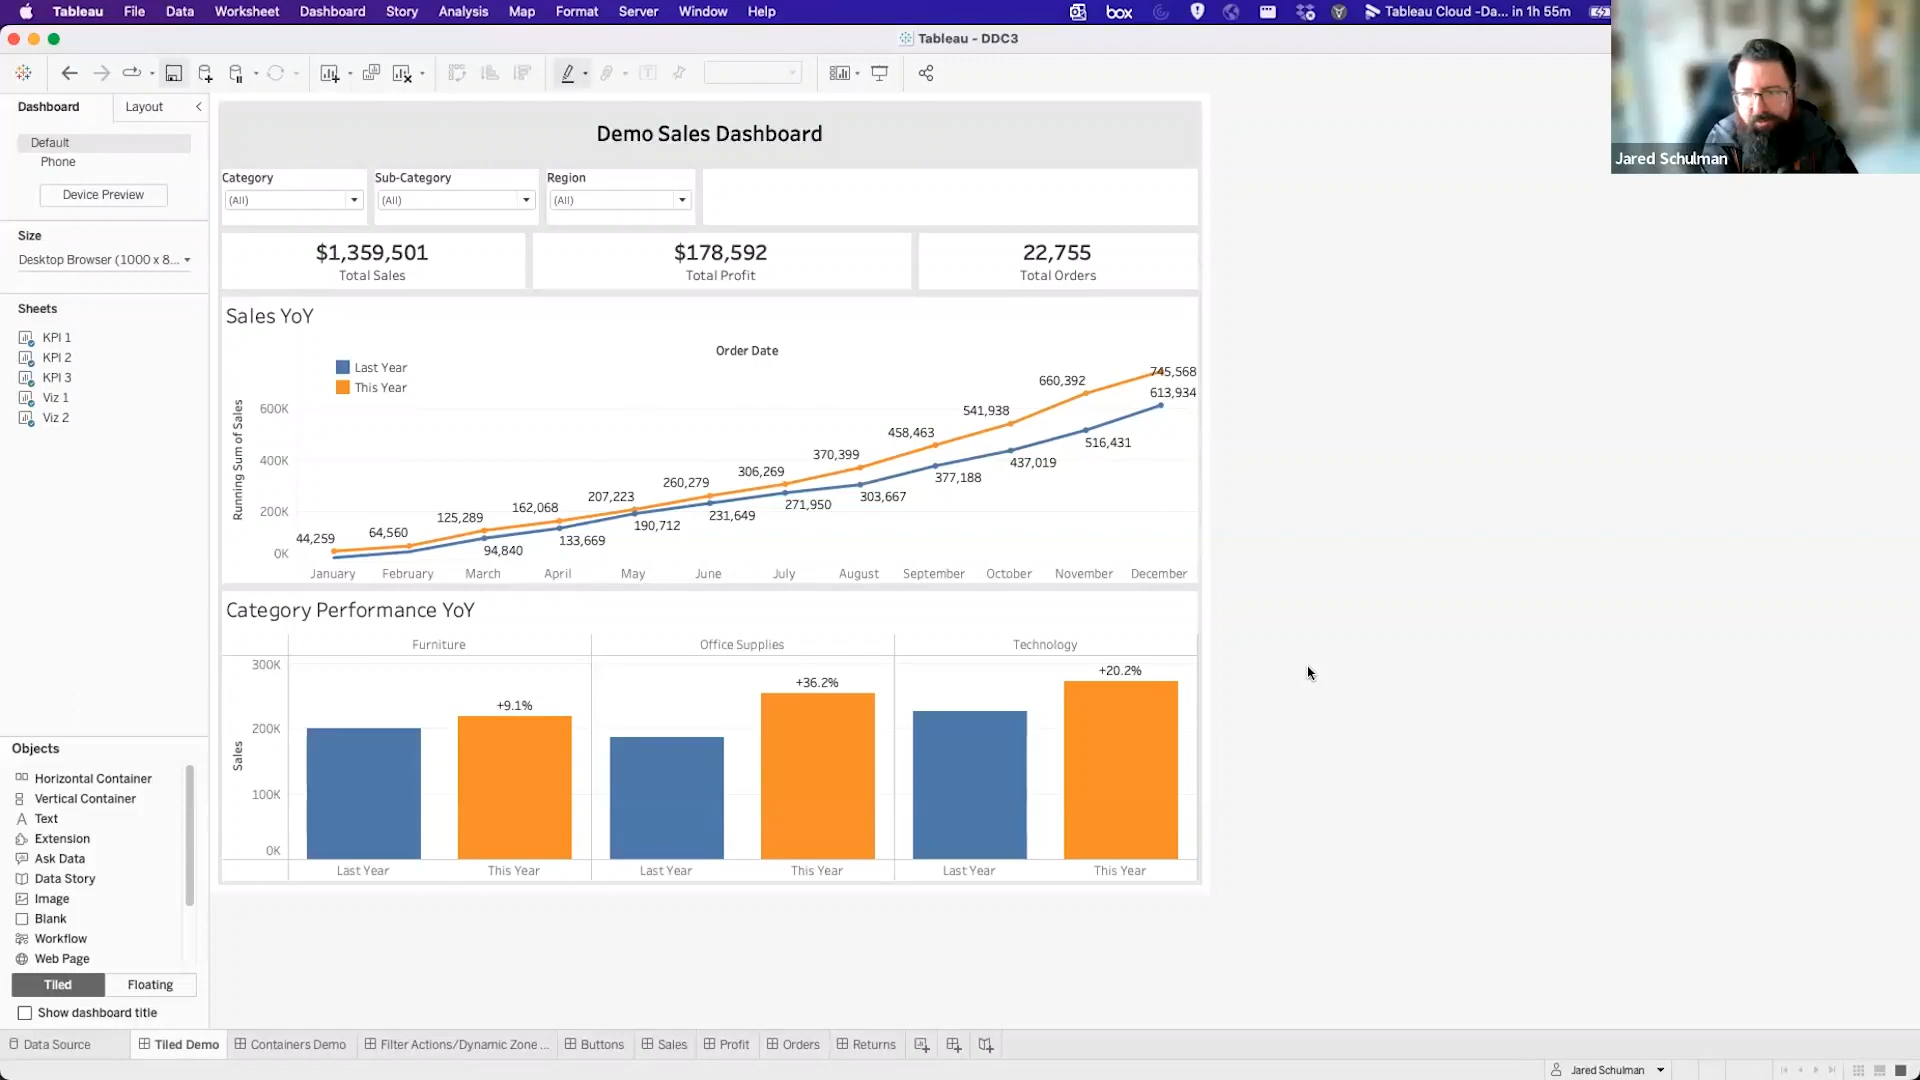 Tableau File Data Worksheet Dashboard Story Analysis Map Format Server Window Help
box
Tableau Cloud -Da... in 1h 55m
Tableau - DDC3
Jared Schulman
Dashboard Layout
Default
Phone
Device Preview
Size
Desktop Browser (1000 x 8...
Sheets
KPI 1
KPI 2
KPI 3
Viz 1
Viz 2
Objects
Horizontal Container
Vertical Container
Text
Extension
Ask Data
Data Story
Image
Blank
Workflow
Web Page
Tiled Floating
Show dashboard title
Demo Sales Dashboard
Category Sub-Category Region
(All) (All) (All)
$1,359,501 $178,592 22,755
Total Sales Total Profit Total Orders
Sales YoY
Order Date
Last Year
This Year
Running Sum of Sales
600K
400K
200K
0K
44,259
64,560
125,289
162,068
207,223
260,279
306,269
370,399
458,463
541,938
660,392
745,568
94,840
133,669
190,712
231,649
271,950
303,667
377,188
437,019
516,431
613,934
January February March April May June July August September October November December
Category Performance YoY
Furniture Office Supplies Technology
Sales
300K
200K
100K
0K
+9.1%
+36.2%
+20.2%
Last Year This Year Last Year This Year Last Year This Year
Data Source Tiled Demo Containers Demo Filter Actions/Dynamic Zone ... Buttons Sales Profit Orders Returns
Jared Schulman